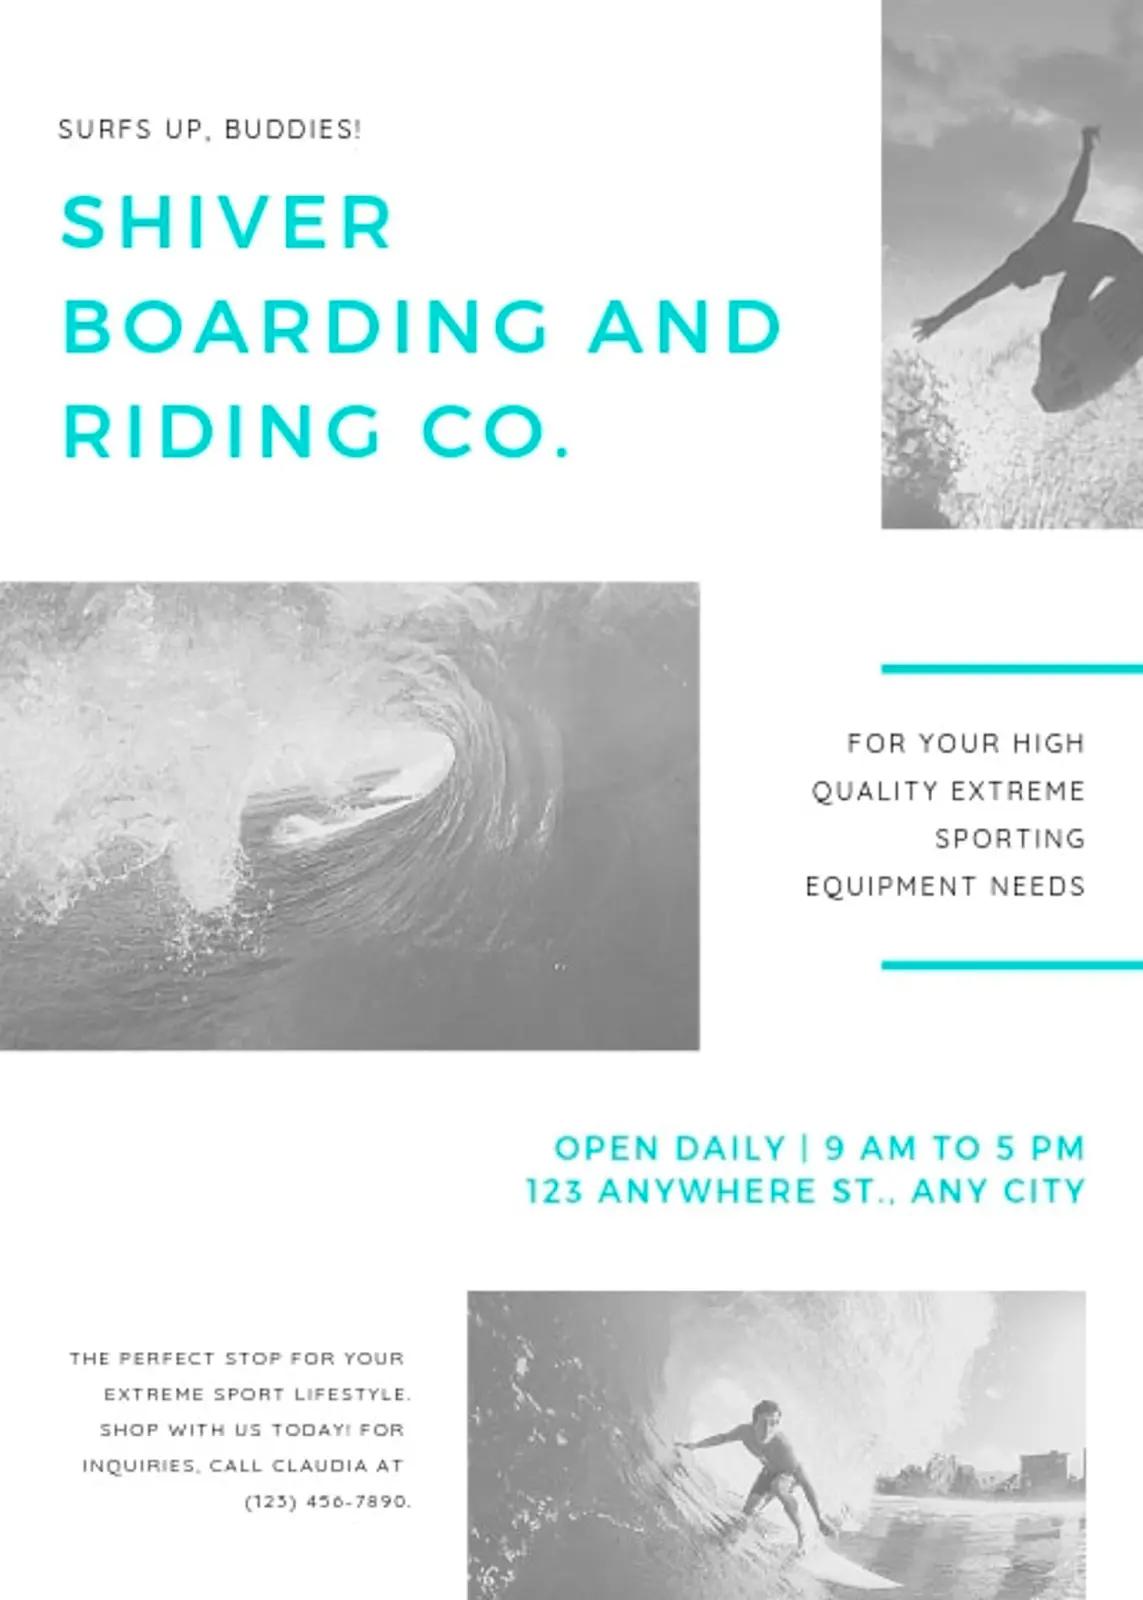 SURFS UP, BUDDIES!
SHIVER
BOARDING AND
RIDING CO.
FOR YOUR HIGH
QUALITY EXTREME
SPORTING
EQUIPMENT NEEDS
OPEN DAILY | 9 AM TO 5 PM
123 ANYWHERE ST., ANY CITY
THE PERFECT STOP FOR YOUR
EXTREME SPORT LIFESTYLE.
SHOP WITH US TODAY! FOR
INQUIRIES, CALL CLAUDIA AT
(123) 456-7890.